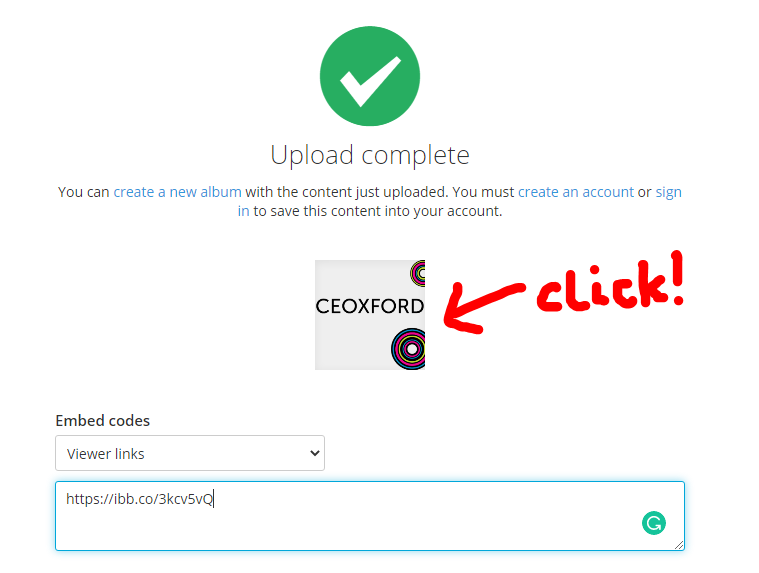 Upload complete
You can create a new album with the content just uploaded. You must create an account or sign
in to save this content into your account.
CEOXFORD
click!
Embed codes
Viewer links
https://ibb.co/3kcv5vQ